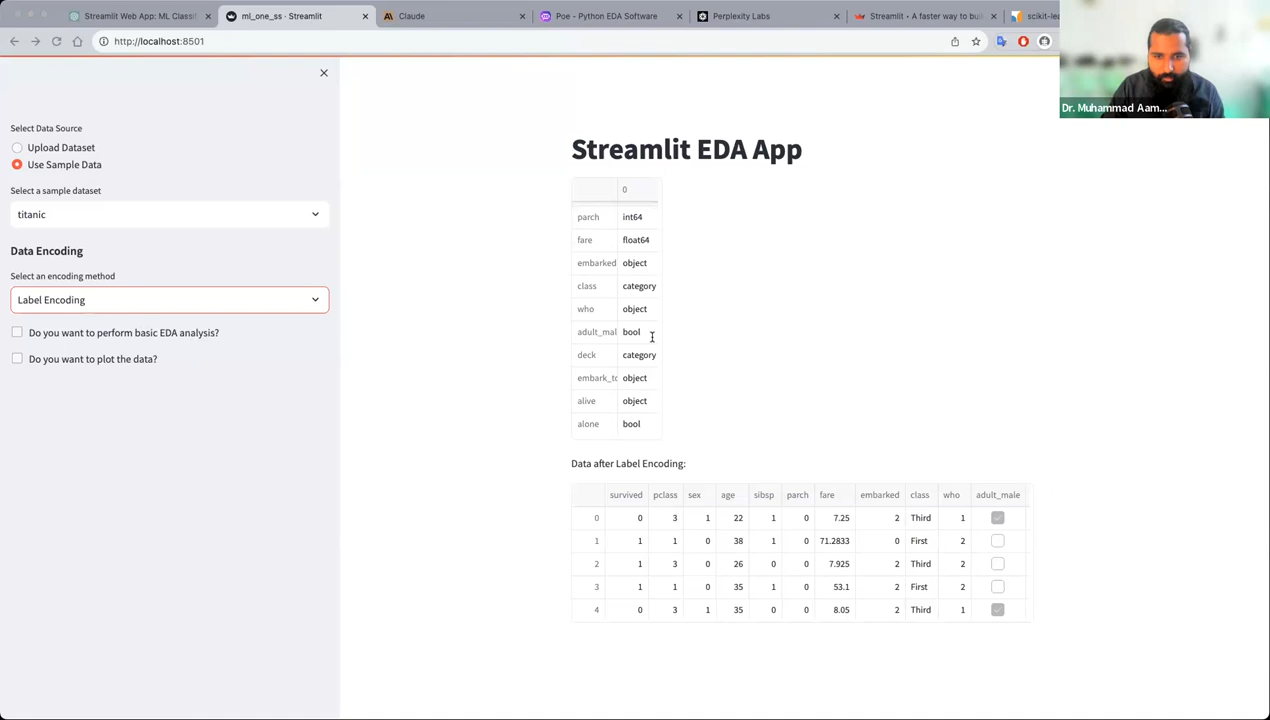 Streamlit Web App: ML Classif
ml_one_ss · Streamlit
Claude
Poe - Python EDA Software
Perplexity Labs
Streamlit • A faster way to buil
scikit-lea
http://localhost:8501
Dr. Muhammad Aam...
Select Data Source
Upload Dataset
Use Sample Data
Select a sample dataset
titanic
Data Encoding
Select an encoding method
Label Encoding
Do you want to perform basic EDA analysis?
Do you want to plot the data?
Streamlit EDA App
0
parch int64
fare float64
embarked object
class category
who object
adult_mal bool
deck category
embark_to object
alive object
alone bool
Data after Label Encoding:
survived pclass sex age sibsp parch fare embarked class who adult_male
0 0 3 1 22 1 0 7.25 2 Third 1
1 1 1 0 38 1 0 71.2833 0 First 2
2 1 3 0 26 0 0 7.925 2 Third 2
3 1 1 0 35 1 0 53.1 2 First 2
4 0 3 1 35 0 0 8.05 2 Third 1